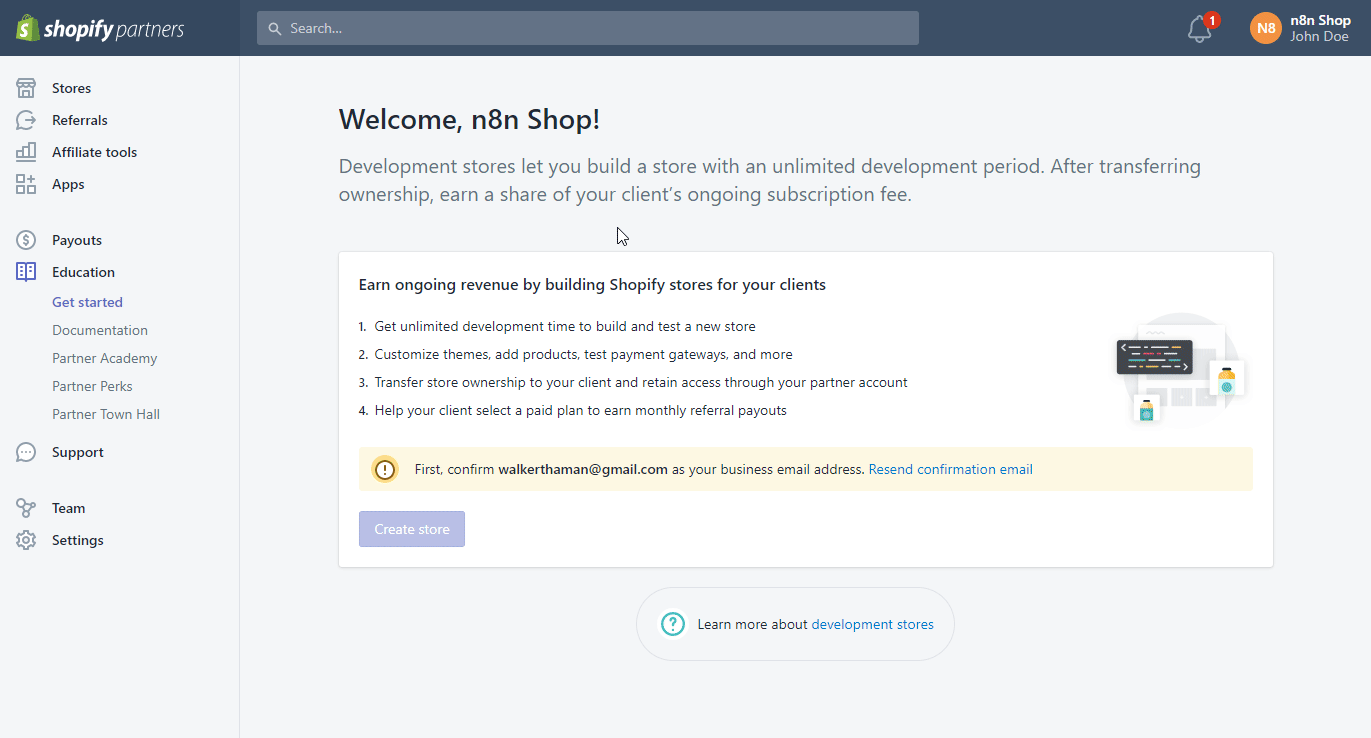 shopify partners
Search...
1
N8
n8n Shop
John Doe
Stores
Referrals
Affiliate tools
Apps
Payouts
Education
Get started
Documentation
Partner Academy
Partner Perks
Partner Town Hall
Support
Team
Settings
Welcome, n8n Shop!
Development stores let you build a store with an unlimited development period. After transferring
ownership, earn a share of your client’s ongoing subscription fee.
Earn ongoing revenue by building Shopify stores for your clients
1. Get unlimited development time to build and test a new store
2. Customize themes, add products, test payment gateways, and more
3. Transfer store ownership to your client and retain access through your partner account
4. Help your client select a paid plan to earn monthly referral payouts
First, confirm walkerthaman@gmail.com as your business email address. Resend confirmation email
Create store
Learn more about development stores